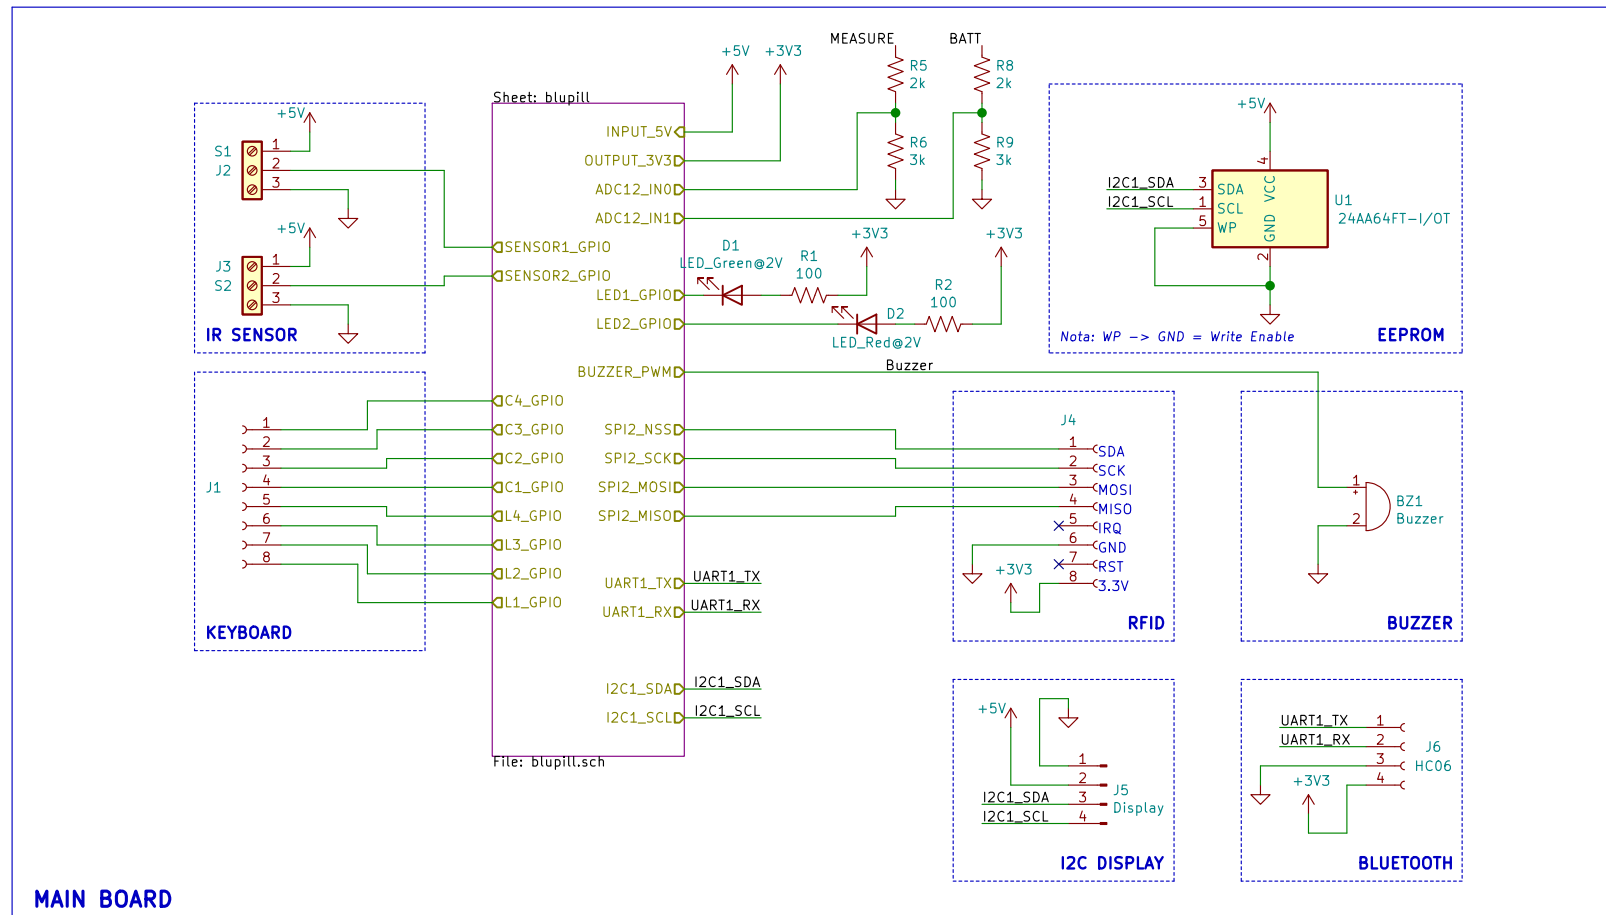 MEASURE
BATT
+5V
+3V3
R5
2k
R8
2k
R6
3k
R9
3k
Sheet: blupill
INPUT_5V
OUTPUT_3V3
ADC12_IN0
ADC12_IN1
SENSOR1_GPIO
SENSOR2_GPIO
LED1_GPIO
LED2_GPIO
BUZZER_PWM
C4_GPIO
C3_GPIO
C2_GPIO
C1_GPIO
L4_GPIO
L3_GPIO
L2_GPIO
L1_GPIO
SPI2_NSS
SPI2_SCK
SPI2_MOSI
SPI2_MISO
UART1_TX
UART1_RX
I2C1_SDA
I2C1_SCL
File: blupill.sch
UART1_TX
UART1_RX
I2C1_SDA
I2C1_SCL
+5V
S1
J2
1
2
3
+5V
J3
S2
1
2
3
IR SENSOR
J1
1
2
3
4
5
6
7
8
KEYBOARD
D1
LED_Green@2V
R1
100
+3V3
D2
LED_Red@2V
R2
100
+3V3
Buzzer
+5V
4
I2C1_SDA
I2C1_SCL
3
1
5
SDA
SCL
WP
VCC
GND
2
U1
24AA64FT-I/OT
Nota: WP -> GND = Write Enable
EEPROM
J4
1
2
3
4
5
6
7
8
SDA
SCK
MOSI
MISO
IRQ
GND
RST
3.3V
+3V3
RFID
1
+
2
BZ1
Buzzer
BUZZER
+5V
1
2
3
4
I2C1_SDA
I2C1_SCL
J5
Display
I2C DISPLAY
UART1_TX
UART1_RX
1
2
3
4
+3V3
J6
HC06
BLUETOOTH
MAIN BOARD